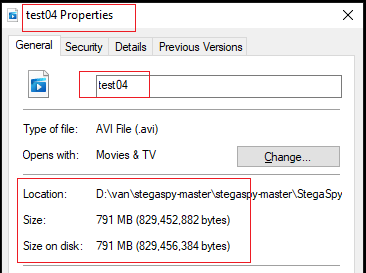 test04 Properties
General Security Details Previous Versions
test04
Type of file: AVI File (.avi)
Opens with: Movies & TV Change...
Location: D:\van\stegaspy-master\stegaspy-master\StegaSpy
Size: 791 MB (829,452,882 bytes)
Size on disk: 791 MB (829,456,384 bytes)